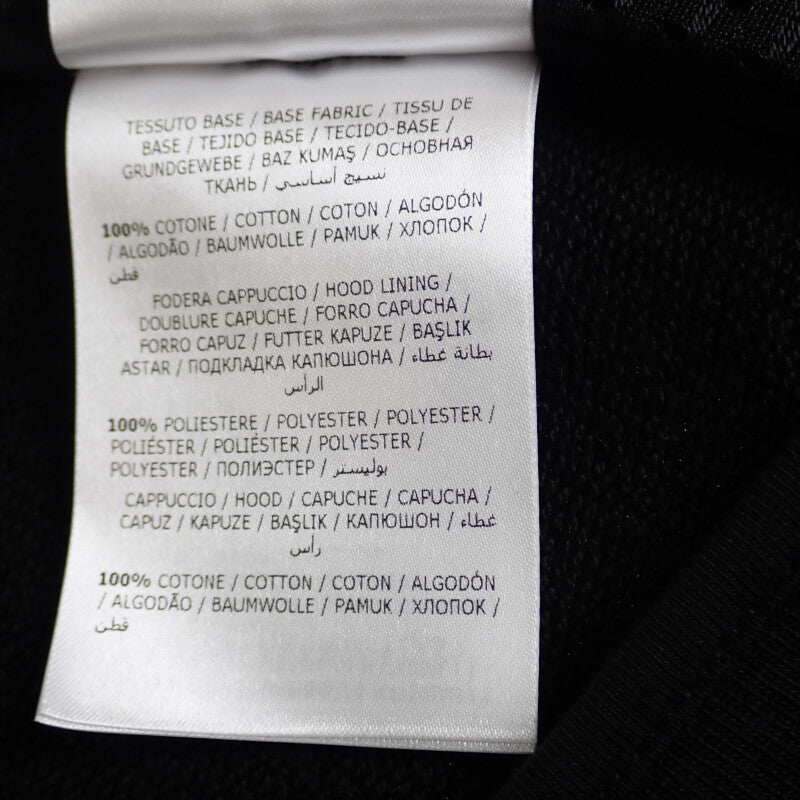 TESSUTO BASE / BASE FABRIC / TISSU DE
BASE / TEJIDO BASE / TECIDO-BASE /
GRUNDGEWEBE / BAZ KUMAŞ / ОСНОВНАЯ
ТКАНЬ / نسيج أساسي
100% COTONE / COTTON / COTON / ALGODÓN
/ ALGODÃO / BAUMWOLLE / PAMUK / ХЛОПОК /
قطن
FODERA CAPPUCCIO / HOOD LINING /
DOUBLURE CAPUCHE / FORRO CAPUCHA /
FORRO CAPUZ / FUTTER KAPUZE / BAŞLIK
ASTAR / ПОДКЛАДКА КАПЮШОНА / بطانة غطاء
الرأس
100% POLIESTERE / POLYESTER / POLYESTER /
POLIÉSTER / POLIÉSTER / POLYESTER /
POLYESTER / ПОЛИЭСТЕР / بوليستر
CAPPUCCIO / HOOD / CAPUCHE / CAPUCHA /
CAPUZ / KAPUZE / BAŞLIK / КАПЮШОН / غطاء
رأس
100% COTONE / COTTON / COTON / ALGODÓN
/ ALGODÃO / BAUMWOLLE / PAMUK / ХЛОПОК /
قطن